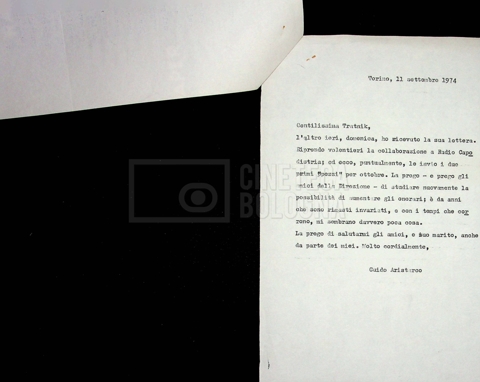 Torino, 11 settembre 1974
Gentilissima Tratnik,
l'altro ieri, domenica, ho ricevuto la sua lettera.
Riprendo volentieri la collaborazione a Radio Capo
distria; ed ecco, puntualmente, le invio i due
primi "pezzi" per ottobre. La prego - e prego gli
amici della Direzione - di studiare nuovamente la
possibilità di aumentare gli onorari; è da anni
che sono rimasti invariati, e con i tempi che cor
rono, mi sembrano davvero poca cosa.
La prego di salutarmi gli amici, e suo marito, anche
da parte dei miei. Molto cordialmente,
Guido Aristarco
CINETECA
BOLOGNA